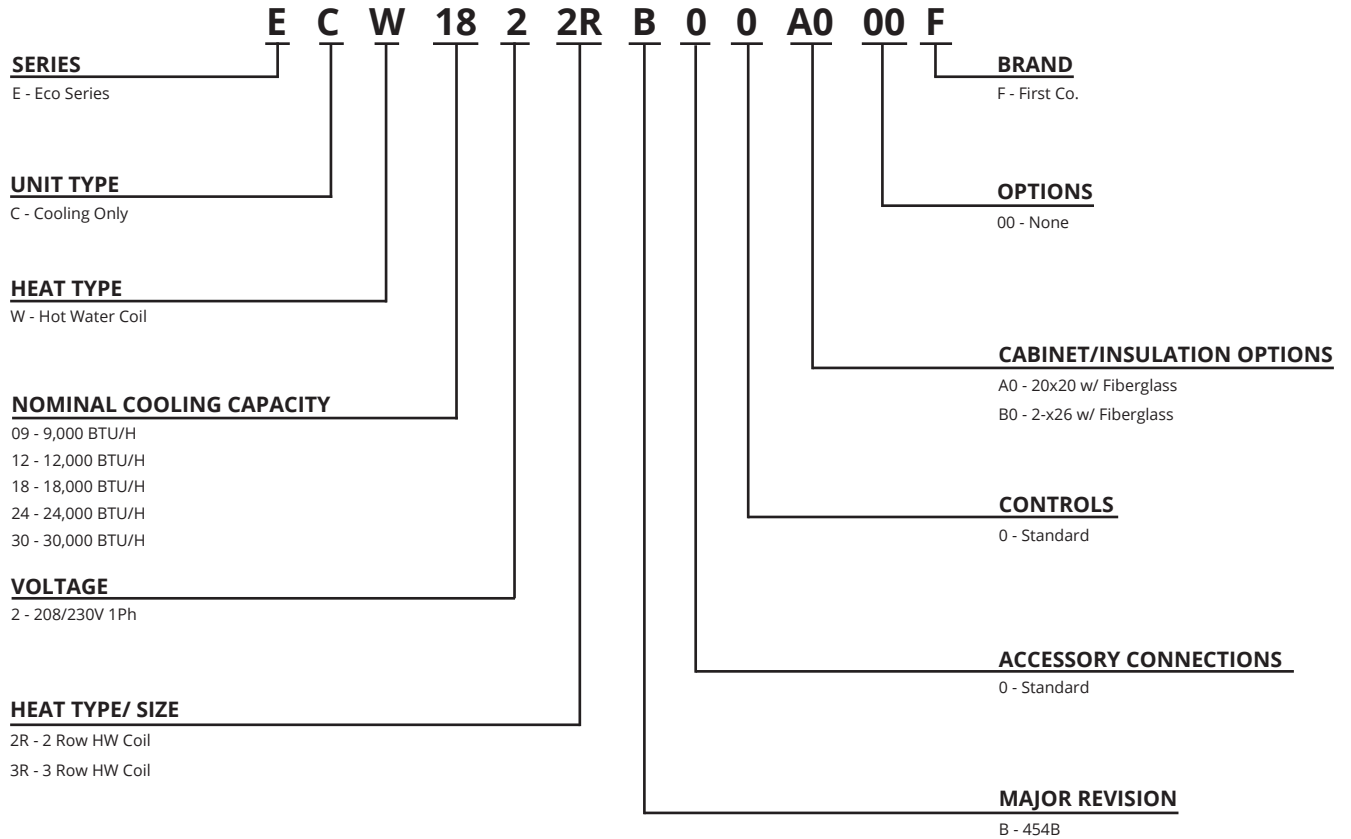 E C W 18 2 2R B 0 0 A0 00 F
SERIES
E - Eco Series
UNIT TYPE
C - Cooling Only
HEAT TYPE
W - Hot Water Coil
NOMINAL COOLING CAPACITY
09 - 9,000 BTU/H
12 - 12,000 BTU/H
18 - 18,000 BTU/H
24 - 24,000 BTU/H
30 - 30,000 BTU/H
VOLTAGE
2 - 208/230V 1Ph
HEAT TYPE/ SIZE
2R - 2 Row HW Coil
3R - 3 Row HW Coil
BRAND
F - First Co.
OPTIONS
00 - None
CABINET/INSULATION OPTIONS
A0 - 20x20 w/ Fiberglass
B0 - 2-x26 w/ Fiberglass
CONTROLS
0 - Standard
ACCESSORY CONNECTIONS
0 - Standard
MAJOR REVISION
B - 454B